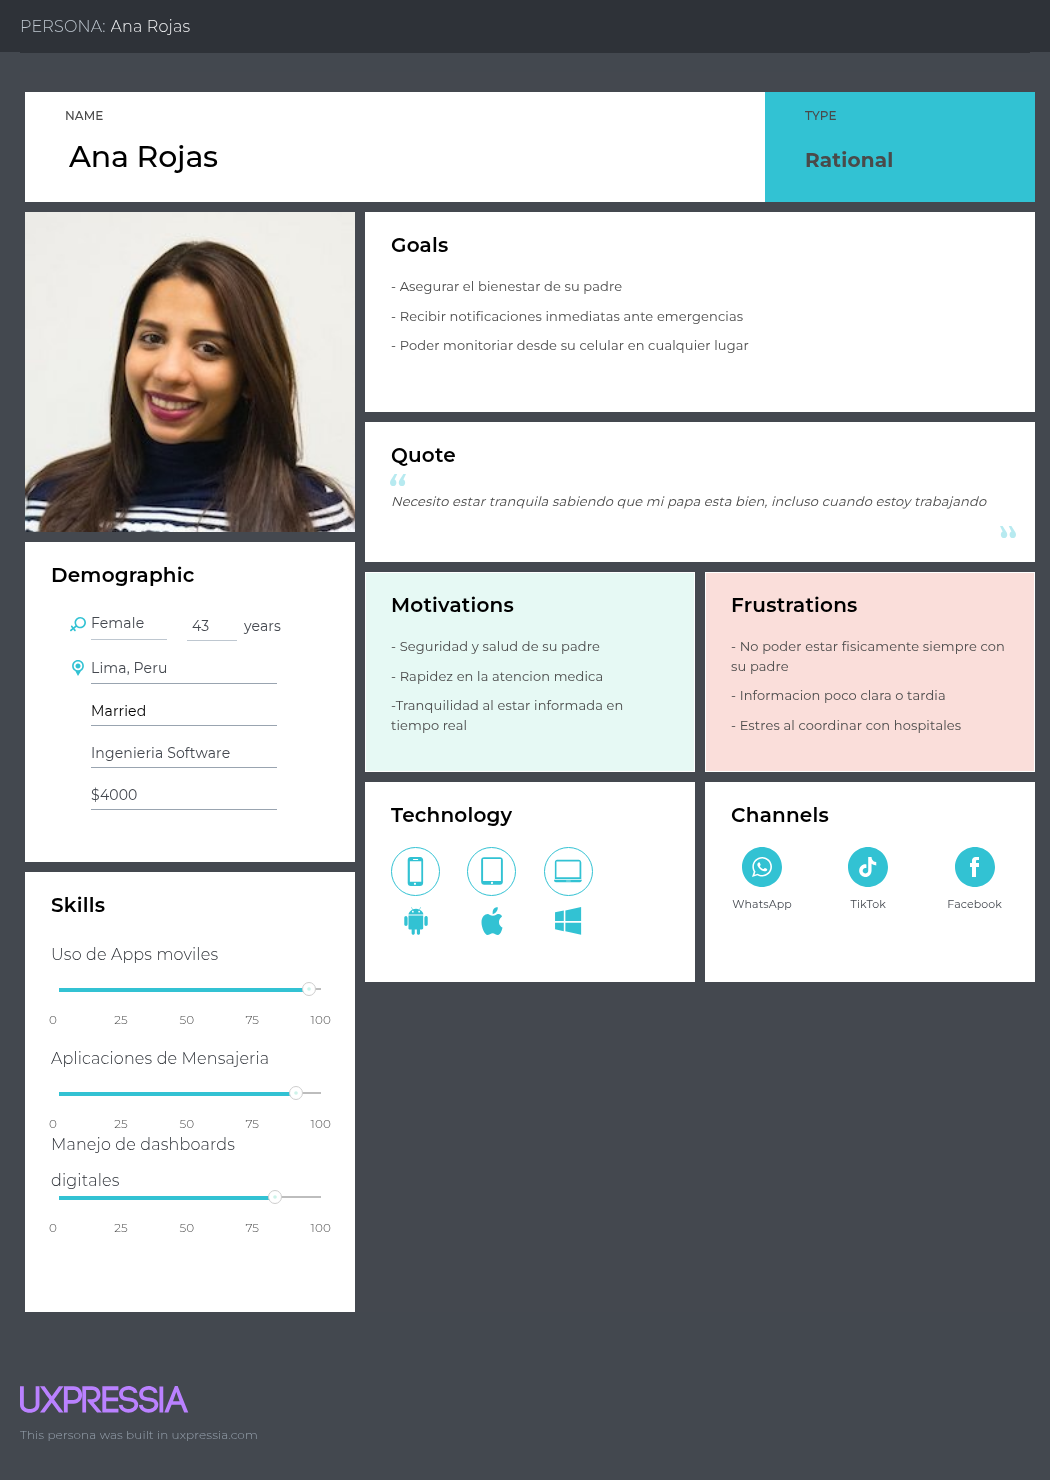 PERSONA: Ana Rojas
NAME
Ana Rojas
TYPE
Rational
Goals
- Asegurar el bienestar de su padre
- Recibir notificaciones inmediatas ante emergencias
- Poder monitoriar desde su celular en cualquier lugar
Quote
“
Necesito estar tranquila sabiendo que mi papa esta bien, incluso cuando estoy trabajando
”
Demographic
Female 43 years
Lima, Peru
Married
Ingenieria Software
$4000
Motivations
- Seguridad y salud de su padre
- Rapidez en la atencion medica
-Tranquilidad al estar informada en
tiempo real
Frustrations
- No poder estar fisicamente siempre con
su padre
- Informacion poco clara o tardia
- Estres al coordinar con hospitales
Technology
Channels
WhatsApp TikTok Facebook
Skills
Uso de Apps moviles
0 25 50 75 100
Aplicaciones de Mensajeria
0 25 50 75 100
Manejo de dashboards
digitales
0 25 50 75 100
UXPRESSIA
This persona was built in uxpressia.com